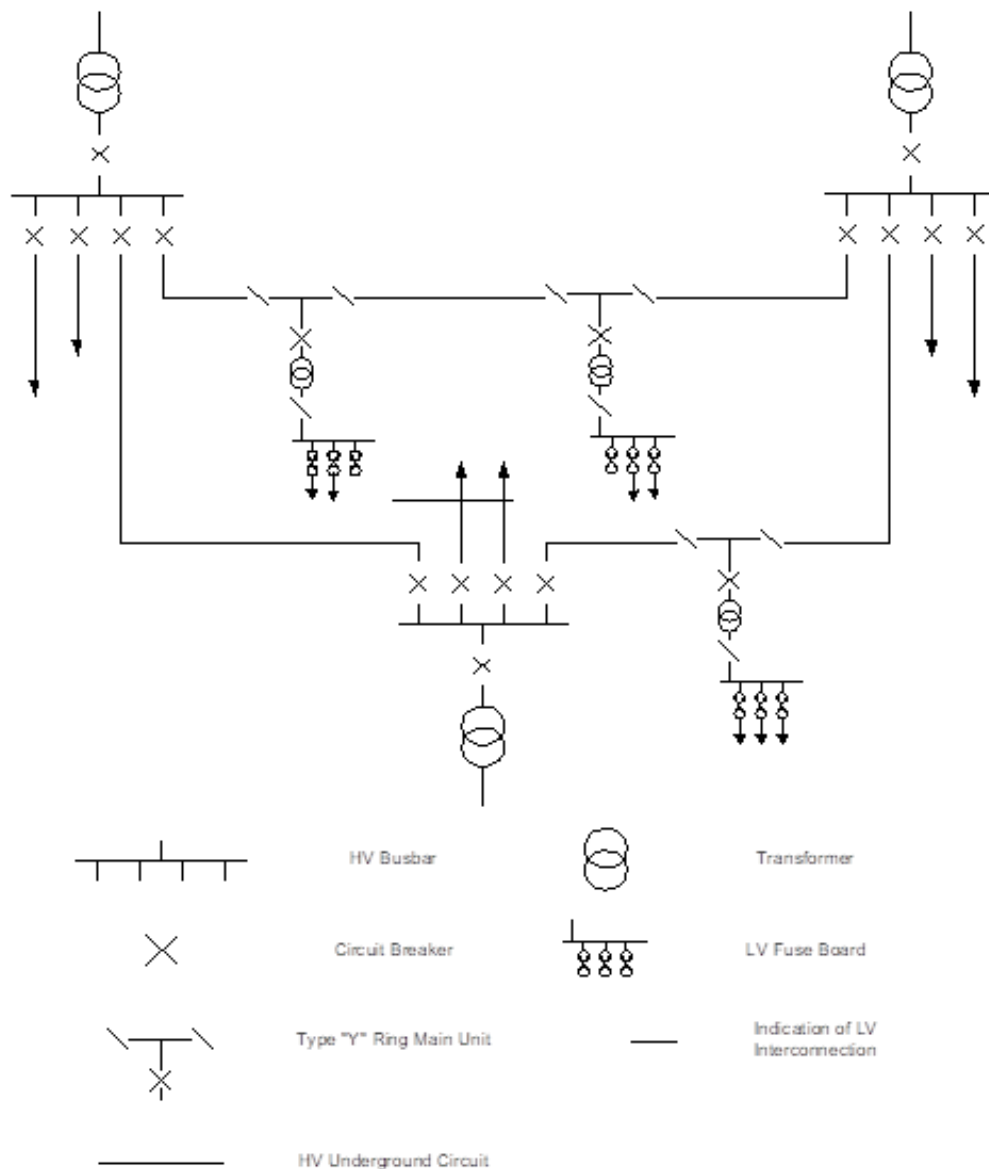 HV Busbar
Transformer
Circuit Breaker
LV Fuse Board
Type "Y" Ring Main Unit
Indication of LV
Interconnection
HV Underground Circuit